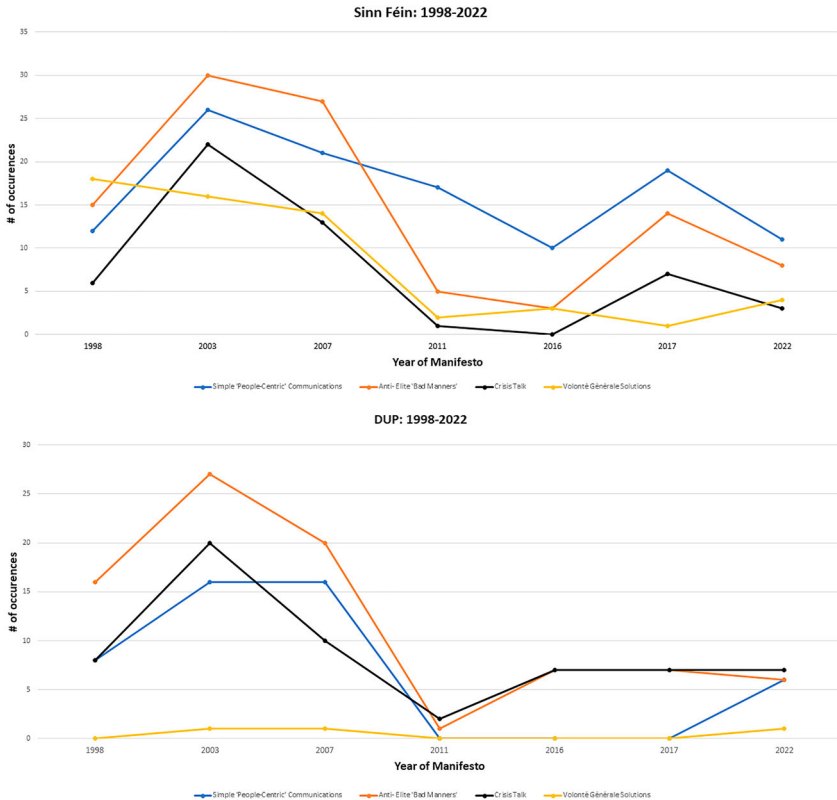 Sinn Féin: 1998-2022
35
30
25
20
15
10
5
0
# of occurences
1998 2003 2007 2011 2016 2017 2022
Year of Manifesto
Simple 'People-Centric' Communications Anti- Elite 'Bad Manners' Crisis Talk Volonté Générale Solutions
DUP: 1998-2022
30
25
20
15
10
5
0
# of occurences
1998 2003 2007 2011 2016 2017 2022
Year of Manifesto
Simple 'People-Centric' Communications Anti- Elite 'Bad Manners' Crisis Talk Volonté Générale Solutions